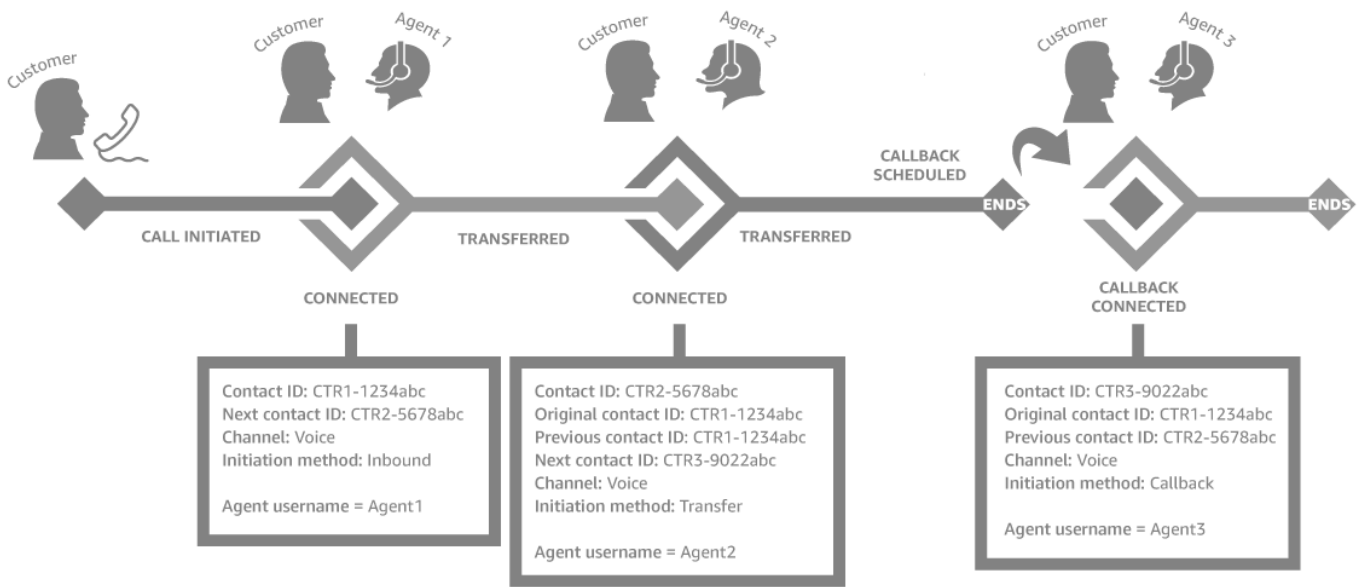 Customer
Customer
Agent 1
Customer
Agent 2
Customer
Agent 3
CALL INITIATED
TRANSFERRED
TRANSFERRED
CALLBACK
SCHEDULED
ENDS
ENDS
CONNECTED
CONNECTED
CALLBACK
CONNECTED
Contact ID: CTR1-1234abc
Next contact ID: CTR2-5678abc
Channel: Voice
Initiation method: Inbound
Agent username = Agent1
Contact ID: CTR2-5678abc
Original contact ID: CTR1-1234abc
Previous contact ID: CTR1-1234abc
Next contact ID: CTR3-9022abc
Channel: Voice
Initiation method: Transfer
Agent username = Agent2
Contact ID: CTR3-9022abc
Original contact ID: CTR1-1234abc
Previous contact ID: CTR2-5678abc
Channel: Voice
Initiation method: Callback
Agent username = Agent3